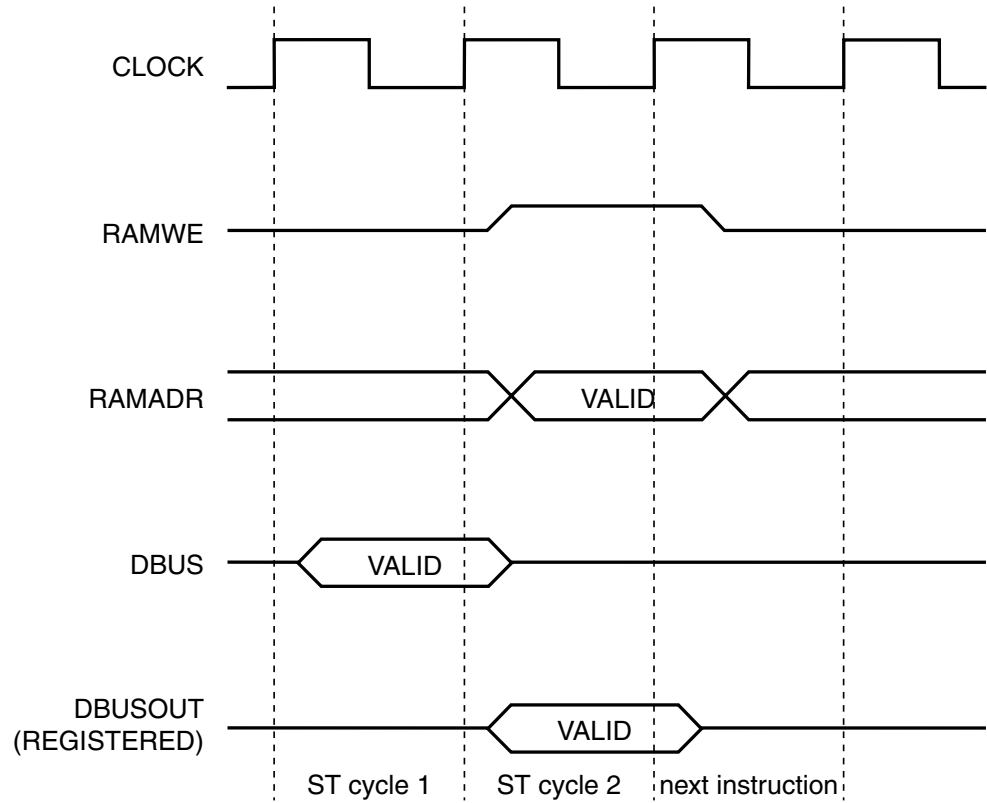 CLOCK
RAMWE
RAMADR
VALID
DBUS
VALID
DBUSOUT
(REGISTERED)
VALID
ST cycle 1
ST cycle 2
next instruction